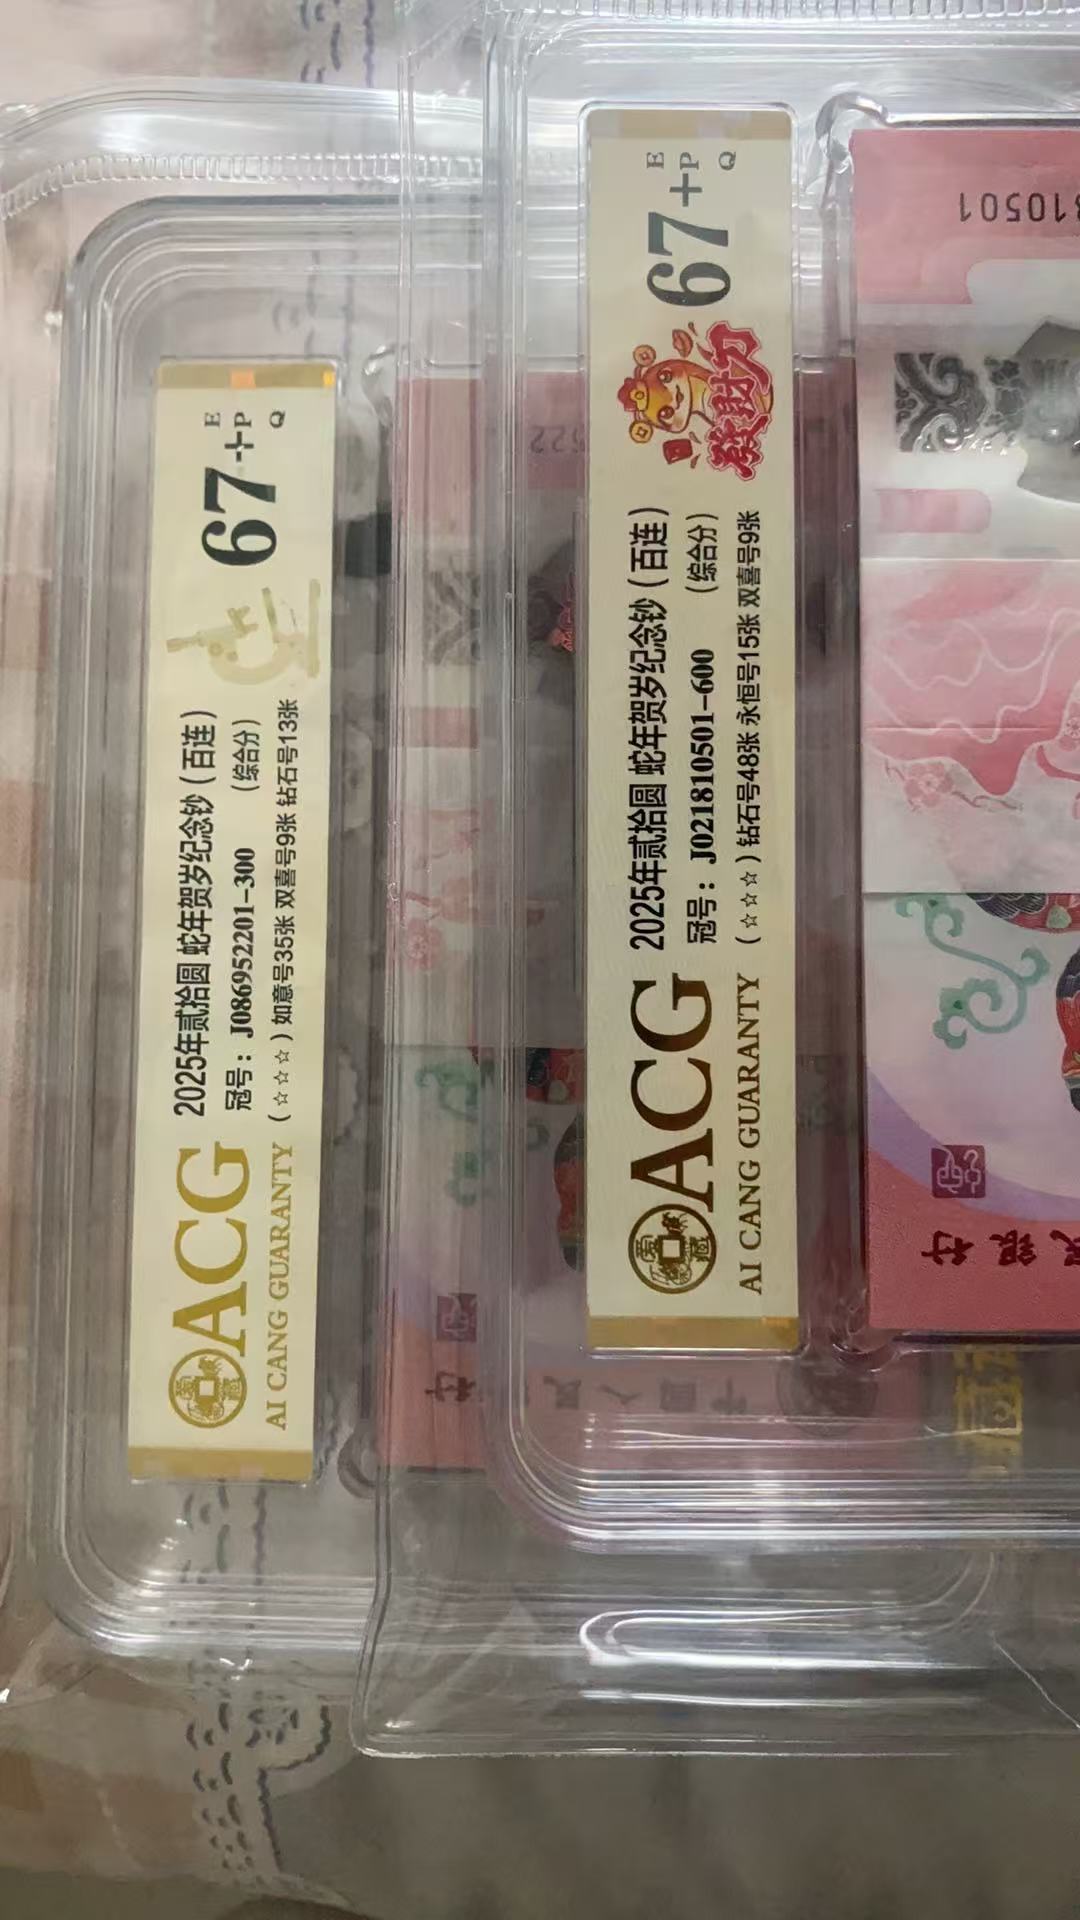 ACG
AI CANG GUARANTY
2025年贰拾圆 蛇年贺岁纪念钞（百连）
冠号：J086952201-300 （综合分）
（☆☆☆）如意号35张 双喜号9张 钻石号13张
67+
E
P
Q
ACG
AI CANG GUARANTY
2025年贰拾圆 蛇年贺岁纪念钞（百连）
冠号：J021810501-600 （综合分）
（☆☆☆）钻石号48张 永恒号15张 双喜号9张
發財
67+
E
P
Q
310501
522